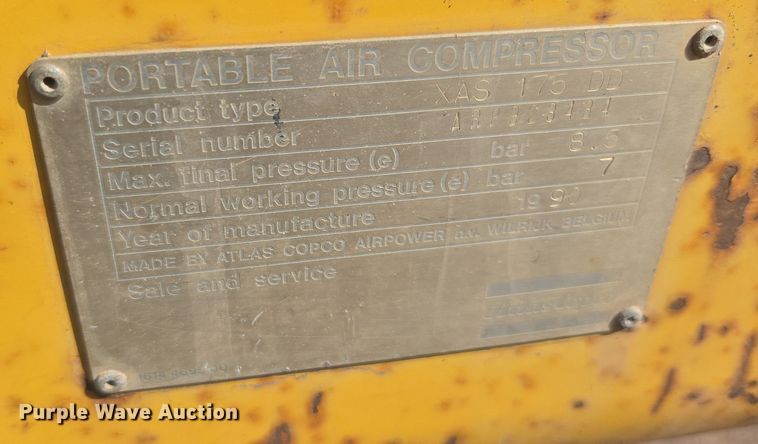 PORTABLE AIR COMPRESSOR
Product type XAS 175 DD
Serial number
Max. final pressure (e) bar 8.5
Normal working pressure (e) bar 7
Year of manufacture 1990
MADE BY ATLAS COPCO AIRPOWER n.v. WILRIJK BELGIUM
Sale and service
Purple Wave Auction